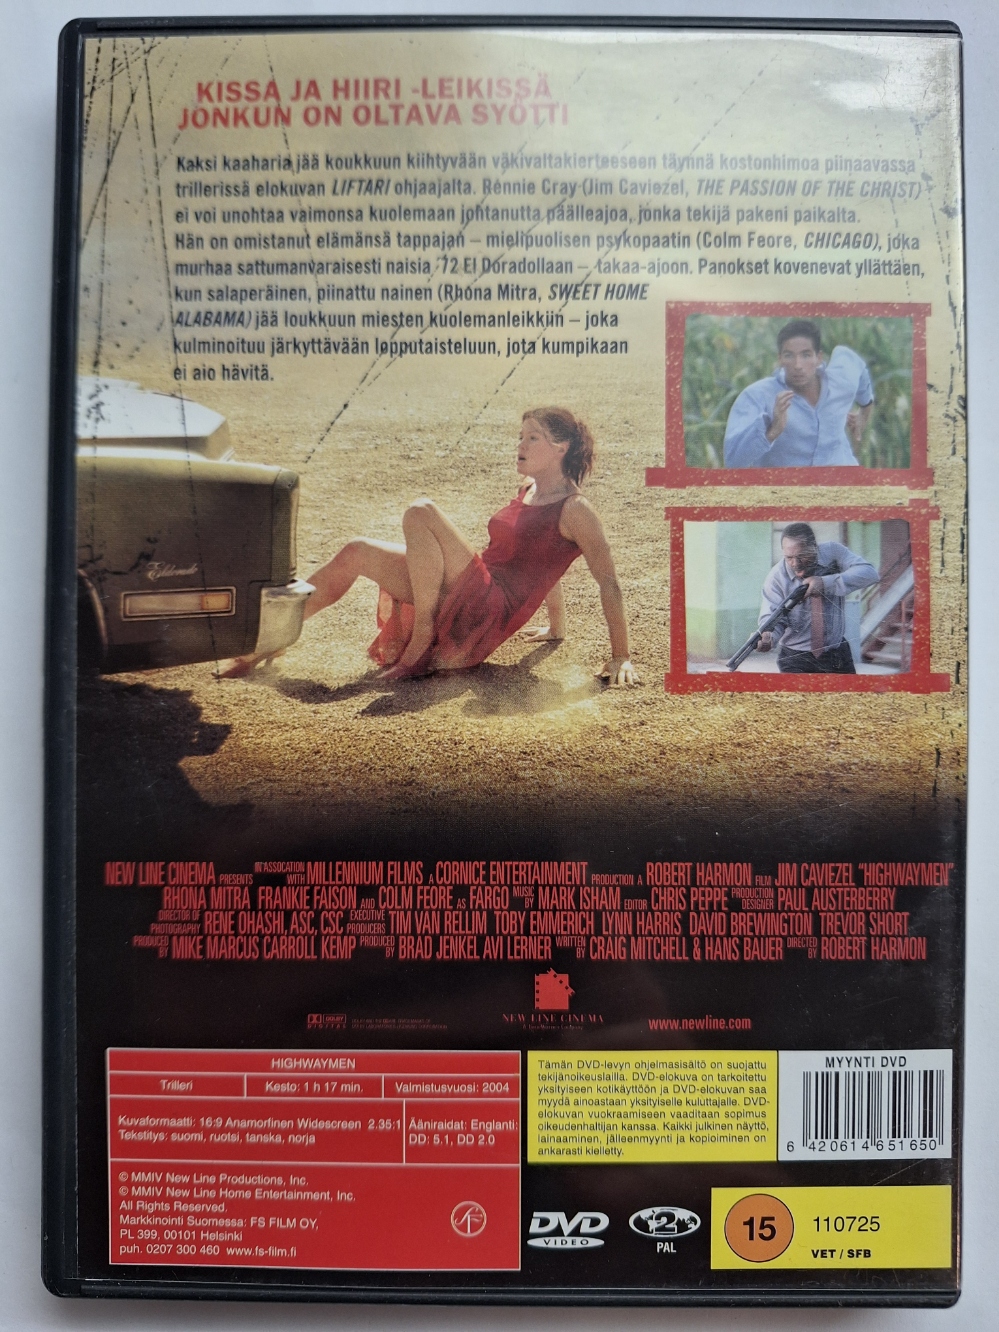 KISSA JA HIIRI -LEIKISSÄ
JONKUN ON OLTAVA SYÖTTI
Kaksi kaaharia jää koukkuun kiihtyvään väkivaltakierteeseen täynnä kostonhimoa piinaavassa
trillerissä elokuvan LIFTARI ohjaajalta. Rennie Cray (Jim Caviezel, THE PASSION OF THE CHRIST)
ei voi unohtaa vaimonsa kuolemaan johtanutta päälleajoa, jonka tekijä pakeni paikalta.
Hän on omistanut elämänsä tappajan – mielipuolisen psykopaatin (Colm Feore, CHICAGO), joka
murhaa sattumanvaraisesti naisia '72 El Doradollaan – takaa-ajoon. Panokset kovenevat yllättäen,
kun salaperäinen, piinattu nainen (Rhona Mitra, SWEET HOME
ALABAMA) jää loukkuun miesten kuolemanleikkiin – joka
kulminoituu järkyttävään lopputaisteluun, jota kumpikaan
ei aio hävitä.
Eldorado
NEW LINE CINEMA PRESENTS IN ASSOCATION WITH MILLENNIUM FILMS A CORNICE ENTERTAINMENT PRODUCTION A ROBERT HARMON FILM JIM CAVIEZEL "HIGHWAYMEN"
RHONA MITRA FRANKIE FAISON AND COLM FEORE AS FARGO MUSIC BY MARK ISHAM EDITOR CHRIS PEPPE PRODUCTION DESIGNER PAUL AUSTERBERRY
DIRECTOR OF PHOTOGRAPHY RENE OHASHI, ASC, CSC EXECUTIVE PRODUCERS TIM VAN RELLIM TOBY EMMERICH LYNN HARRIS DAVID BREWINGTON TREVOR SHORT
PRODUCED BY MIKE MARCUS CARROLL KEMP PRODUCED BY BRAD JENKEL AVI LERNER WRITTEN BY CRAIG MITCHELL & HANS BAUER DIRECTED BY ROBERT HARMON
DOLBY
DIGITAL
NEW LINE CINEMA
www.newline.com
HIGHWAYMEN
Trilleri
Kesto: 1 h 17 min.
Valmistusvuosi: 2004
Kuvaformaatti: 16:9 Anamorfinen Widescreen 2.35:1
Tekstitys: suomi, ruotsi, tanska, norja
Ääniraidat: Englanti:
DD: 5.1, DD 2.0
© MMIV New Line Productions, Inc.
© MMIV New Line Home Entertainment, Inc.
All Rights Reserved.
Markkinointi Suomessa: FS FILM OY,
PL 399, 00101 Helsinki
puh. 0207 300 460 www.fs-film.fi
SF
Tämän DVD-levyn ohjelmasisältö on suojattu
tekijänoikeuslailla. DVD-elokuva on tarkoitettu
yksityiseen kotikäyttöön ja DVD-elokuvan saa
myydä ainoastaan yksityiselle kuluttajalle. DVD-
elokuvan vuokraamiseen vaaditaan sopimus
oikeudenhaltijan kanssa. Kaikki julkinen näyttö,
lainaaminen, jälleenmyynti ja kopioiminen on
ankarasti kielletty.
MYYNTI DVD
6 420614 651650
DVD
VIDEO
2
PAL
15
110725
VET / SFB